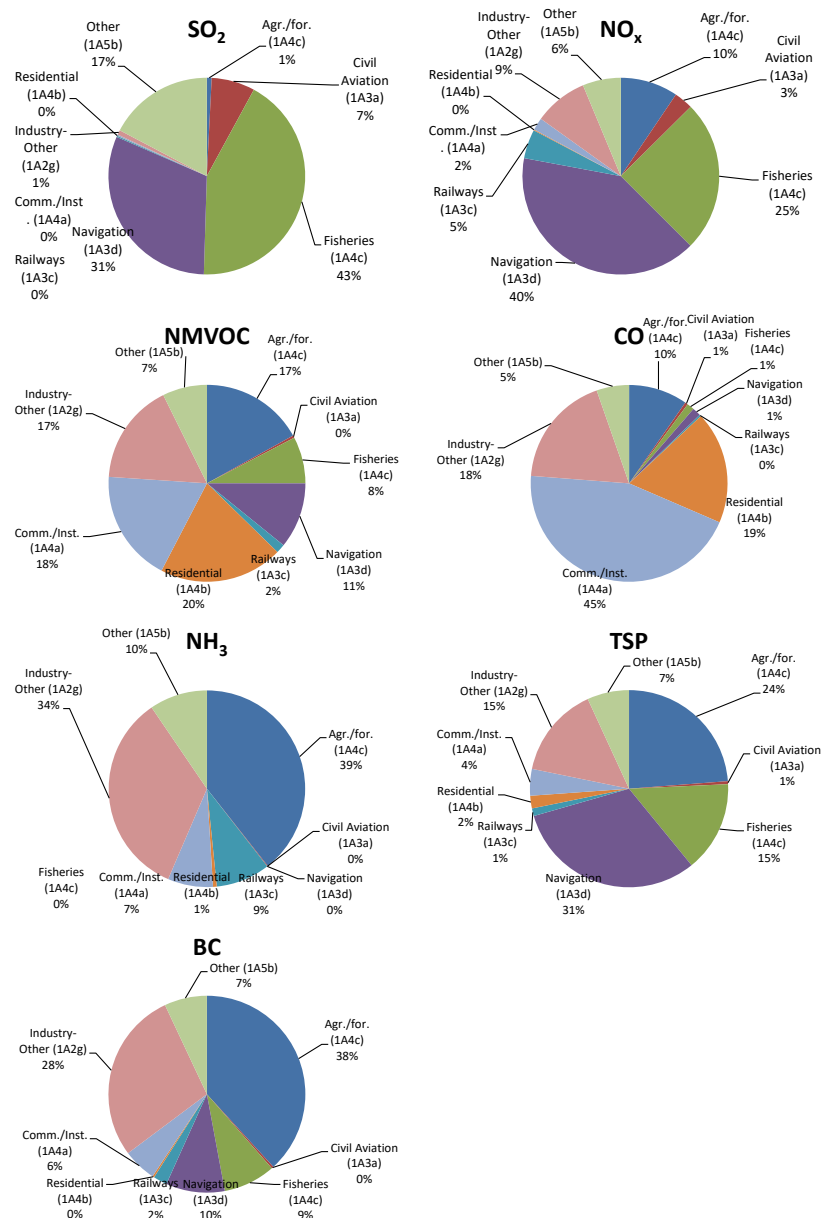 SO2
Agr./for.
(1A4c)
1%
Civil
Aviation
(1A3a)
7%
Fisheries
(1A4c)
43%
Navigation
(1A3d)
31%
Railways
(1A3c)
0%
Comm./Inst
. (1A4a)
0%
Industry-
Other
(1A2g)
1%
Residential
(1A4b)
0%
Other
(1A5b)
17%
NOx
Agr./for.
(1A4c)
10%
Civil
Aviation
(1A3a)
3%
Fisheries
(1A4c)
25%
Navigation
(1A3d)
40%
Railways
(1A3c)
5%
Comm./Inst
. (1A4a)
2%
Residential
(1A4b)
0%
Industry-
Other
(1A2g)
9%
Other
(1A5b)
6%
NMVOC
Agr./for.
(1A4c)
17%
Civil Aviation
(1A3a)
0%
Fisheries
(1A4c)
8%
Navigation
(1A3d)
11%
Railways
(1A3c)
2%
Residential
(1A4b)
20%
Comm./Inst.
(1A4a)
18%
Industry-
Other (1A2g)
17%
Other (1A5b)
7%
CO
Agr./for.
(1A4c)
10%
Civil Aviation
(1A3a)
1%
Fisheries
(1A4c)
1%
Navigation
(1A3d)
1%
Railways
(1A3c)
0%
Residential
(1A4b)
19%
Comm./Inst.
(1A4a)
45%
Industry-
Other (1A2g)
18%
Other (1A5b)
5%
NH3
Agr./for.
(1A4c)
39%
Civil Aviation
(1A3a)
0%
Navigation
(1A3d)
0%
Railways
(1A3c)
9%
Residential
(1A4b)
1%
Comm./Inst.
(1A4a)
7%
Fisheries
(1A4c)
0%
Industry-
Other (1A2g)
34%
Other (1A5b)
10%
TSP
Agr./for.
(1A4c)
24%
Civil Aviation
(1A3a)
1%
Fisheries
(1A4c)
15%
Navigation
(1A3d)
31%
Railways
(1A3c)
1%
Residential
(1A4b)
2%
Comm./Inst.
(1A4a)
4%
Industry-
Other (1A2g)
15%
Other (1A5b)
7%
BC
Agr./for.
(1A4c)
38%
Civil Aviation
(1A3a)
0%
Fisheries
(1A4c)
9%
Navigation
(1A3d)
10%
Railways
(1A3c)
2%
Residential
(1A4b)
0%
Comm./Inst.
(1A4a)
6%
Industry-
Other (1A2g)
28%
Other (1A5b)
7%